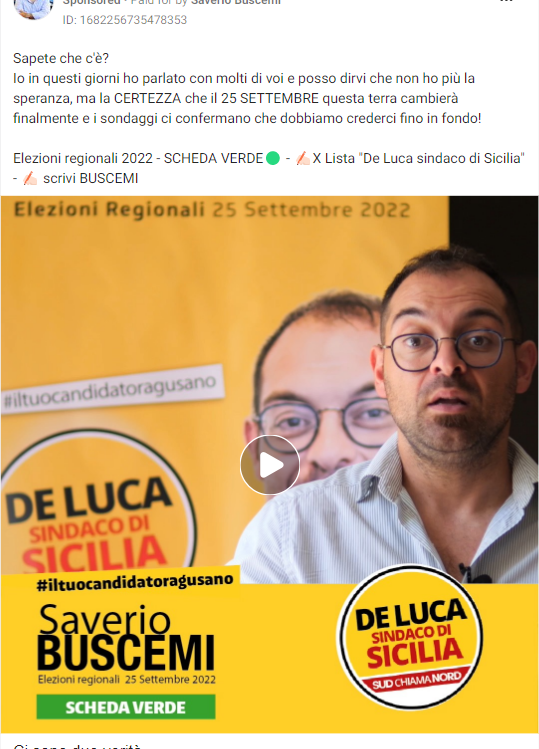 Sponsored • Paid for by Saverio Buscemi
ID: 1682256735478353
Sapete che c'è?
Io in questi giorni ho parlato con molti di voi e posso dirvi che non ho più la
speranza, ma la CERTEZZA che il 25 SETTEMBRE questa terra cambierà
finalmente e i sondaggi ci confermano che dobbiamo crederci fino in fondo!
Elezioni regionali 2022 - SCHEDA VERDE🟢 - ✍🏻X Lista "De Luca sindaco di Sicilia"
- ✍🏻 scrivi BUSCEMI
Elezioni Regionali 25 Settembre 2022
#iltuocandidatoragusano
DE LUCA
SINDACO DI
SICILIA
#iltuocandidatoragusano
Saverio
BUSCEMI
Elezioni regionali 25 Settembre 2022
SCHEDA VERDE
DE LUCA
SINDACO DI
SICILIA
SUD CHIAMA NORD
Ci sono due verità